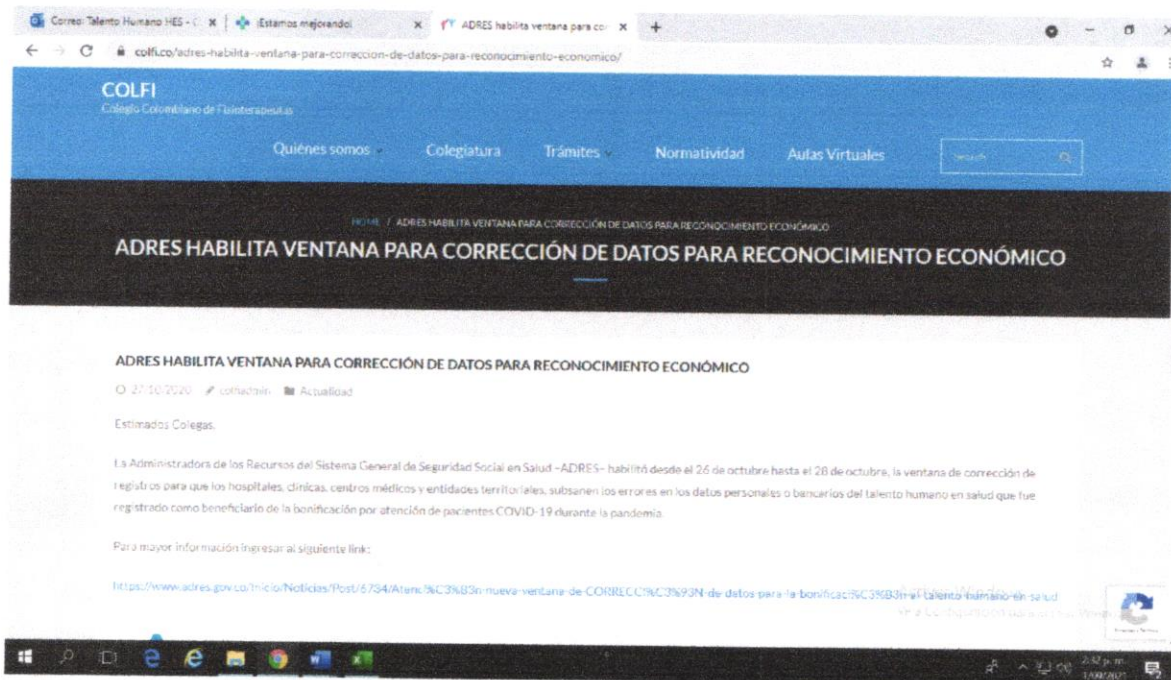 Correo: Talento Humano HES -
¡Estamos mejorando!
ADRES habilita ventana para cor
colfi.co/adres-habilita-ventana-para-correccion-de-datos-para-reconocimiento-economico/
COLFI
Colegio Colombiano de Fisioterapeutas
Quiénes somos Colegiatura Trámites Normatividad Aulas Virtuales Search
HOME / ADRES HABILITA VENTANA PARA CORRECCIÓN DE DATOS PARA RECONOCIMIENTO ECONÓMICO
ADRES HABILITA VENTANA PARA CORRECCIÓN DE DATOS PARA RECONOCIMIENTO ECONÓMICO
ADRES HABILITA VENTANA PARA CORRECCIÓN DE DATOS PARA RECONOCIMIENTO ECONÓMICO
27/10/2020 Actualidad
Estimados Colegas,
La Administradora de los Recursos del Sistema General de Seguridad Social en Salud –ADRES– habilitó desde el 26 de octubre hasta el 28 de octubre, la ventana de corrección de
registros para que los hospitales, clínicas, centros médicos y entidades territoriales, subsanen los errores en los datos personales o bancarios del talento humano en salud que fue
registrado como beneficiario de la bonificación por atención de pacientes COVID-19 durante la pandemia.
Para mayor información ingresar al siguiente link:
https://www.adres.gov.co/Inicio/Noticias/Post/6734/Atenci%C3%B3n-nueva-ventana-de-CORRECCI%C3%93N-de-datos-para-la-bonificaci%C3%B3n-al-talento-humano-en-salud
2:32 p. m.